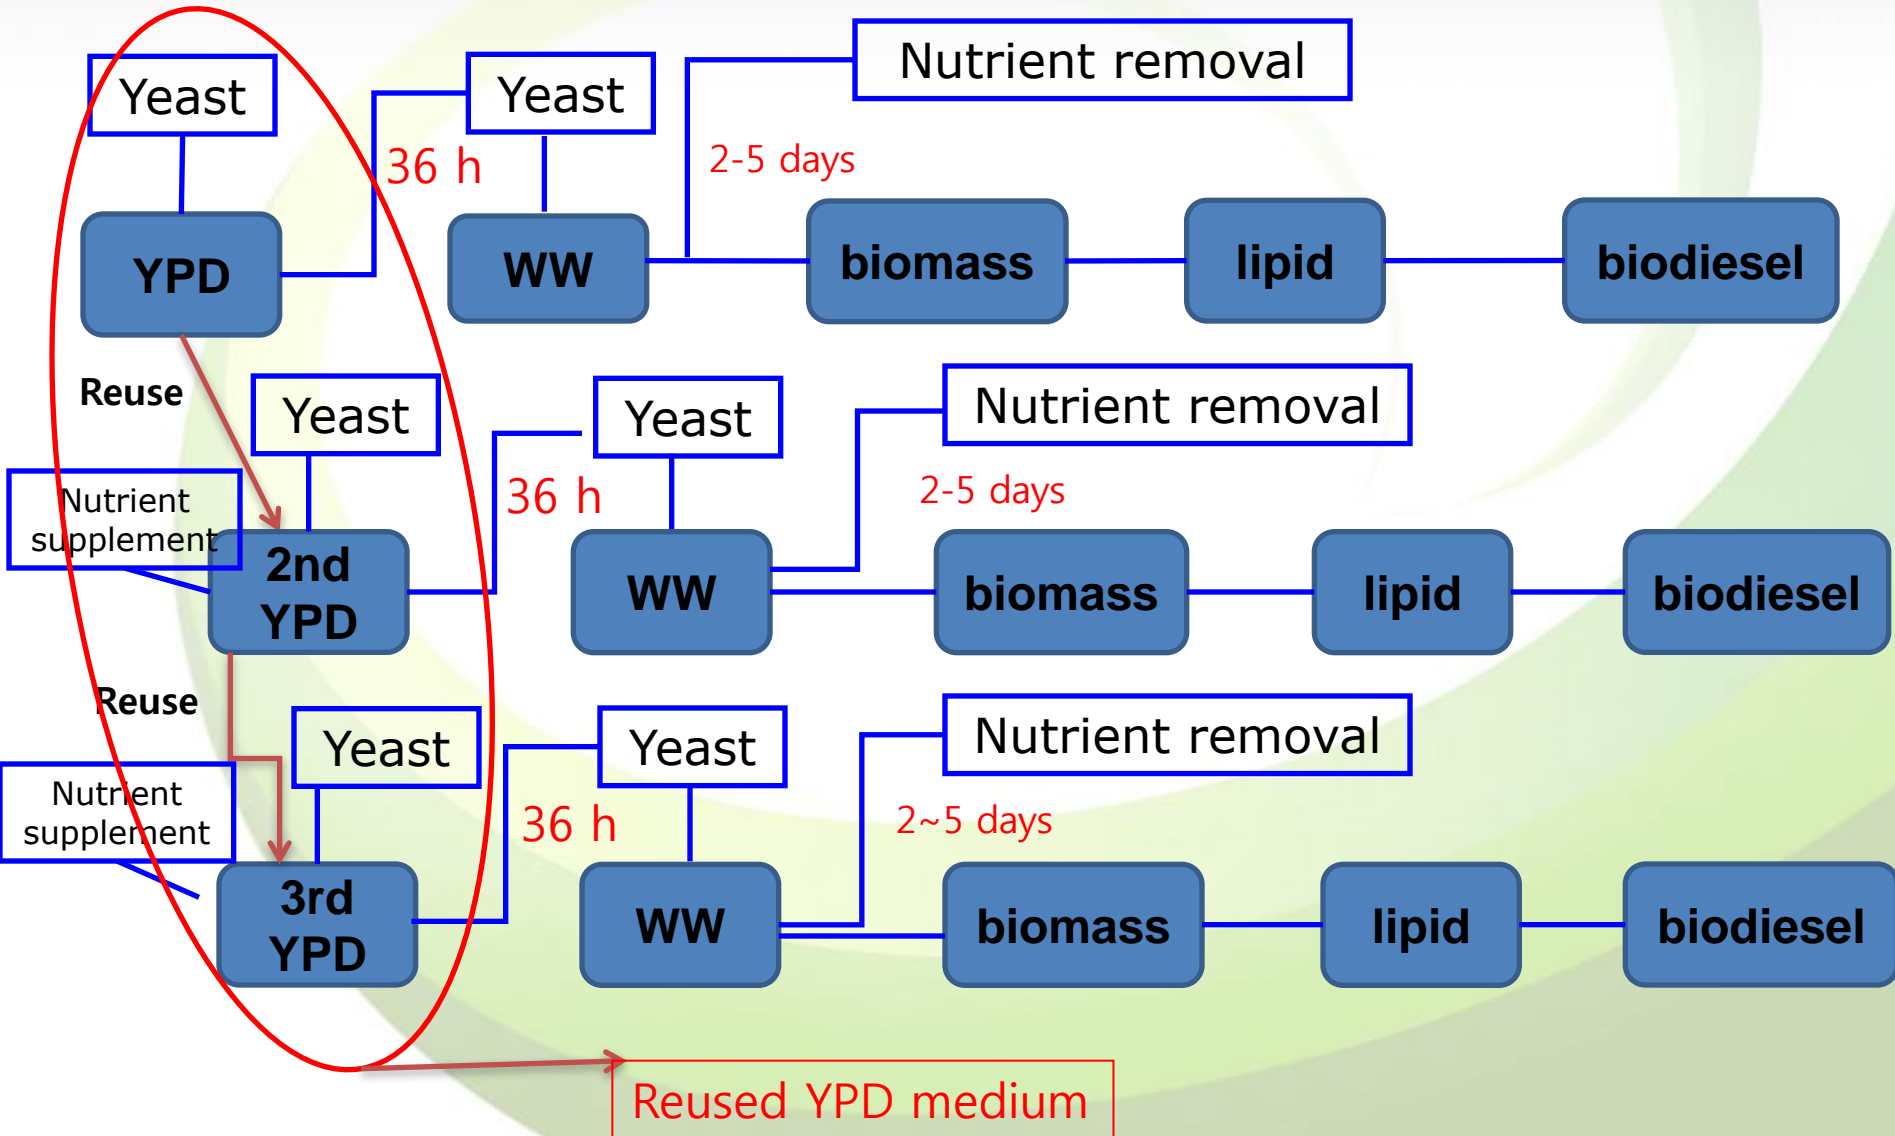 Yeast
Yeast
Nutrient removal
36 h
2-5 days
YPD
WW
biomass
lipid
biodiesel
Reuse
Yeast
Yeast
Nutrient removal
Nutrient
supplement
36 h
2-5 days
2nd
YPD
WW
biomass
lipid
biodiesel
Reuse
Yeast
Yeast
Nutrient removal
Nutrient
supplement
36 h
2~5 days
3rd
YPD
WW
biomass
lipid
biodiesel
Reused YPD medium